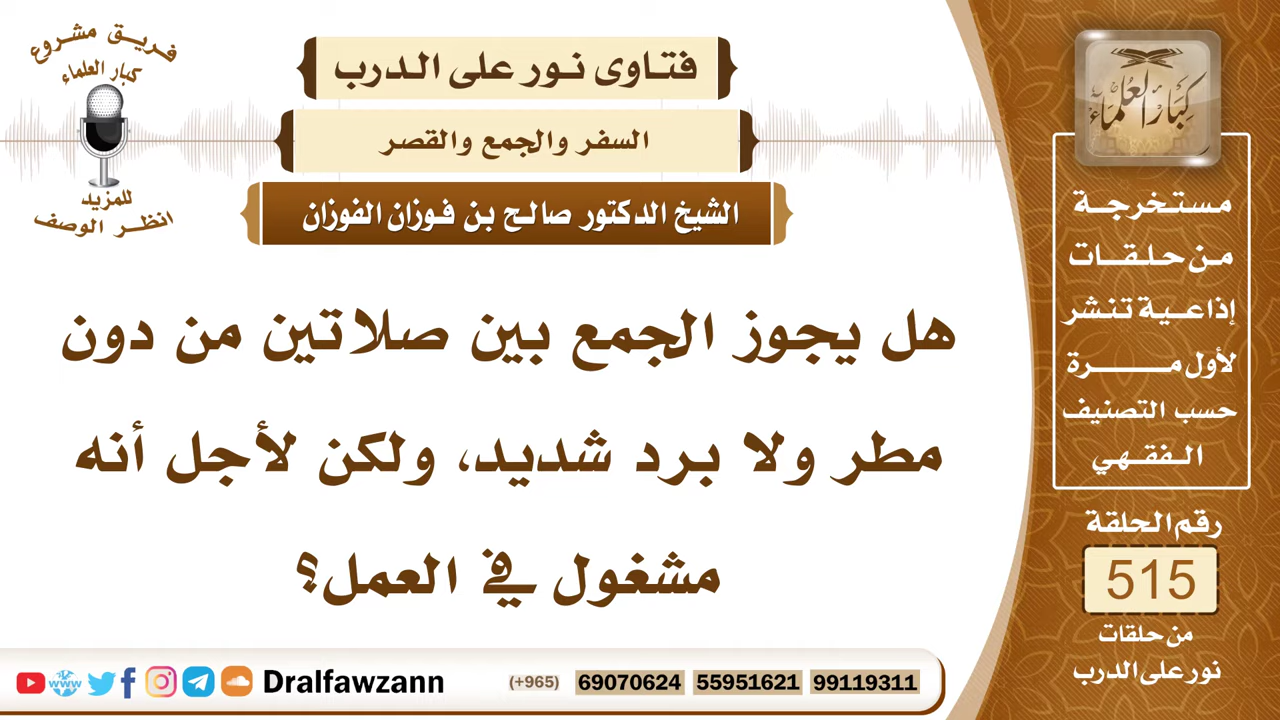 فريق مشروع
كبار العلماء
للمزيد
انظر الوصف
فتاوى نور على الدرب
السفر والجمع والقصر
الشيخ الدكتور صالح بن فوزان الفوزان
هل يجوز الجمع بين صلاتين من دون
مطر ولا برد شديد، ولكن لأجل أنه
مشغول في العمل؟
كبار العلماء
مستخرجة
من حلقات
إذاعية تنشر
لأول مرة
حسب التصنيف
الفقهي
رقم الحلقة
515
من حلقات
نور على الدرب
www Dralfawzann (+965) 69070624 55951621 99119311